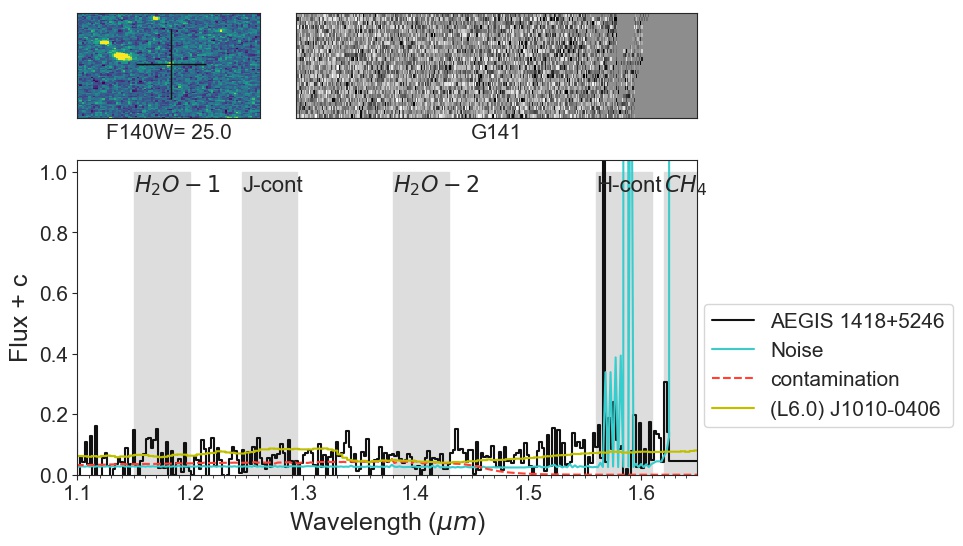 F140W= 25.0
G141
H₂O − 1
J-cont
H₂O − 2
H-cont
CH₄
1.0
0.8
0.6
0.4
0.2
0.0
Flux + c
1.1
1.2
1.3
1.4
1.5
1.6
Wavelength (μm)
AEGIS 1418+5246
Noise
contamination
(L6.0) J1010-0406